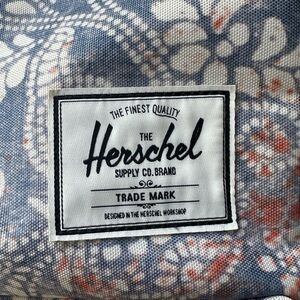 THE FINEST QUALITY
THE
Herschel
SUPPLY CO. BRAND
TRADE MARK
DESIGNED IN THE HERSCHEL WORKSHOP